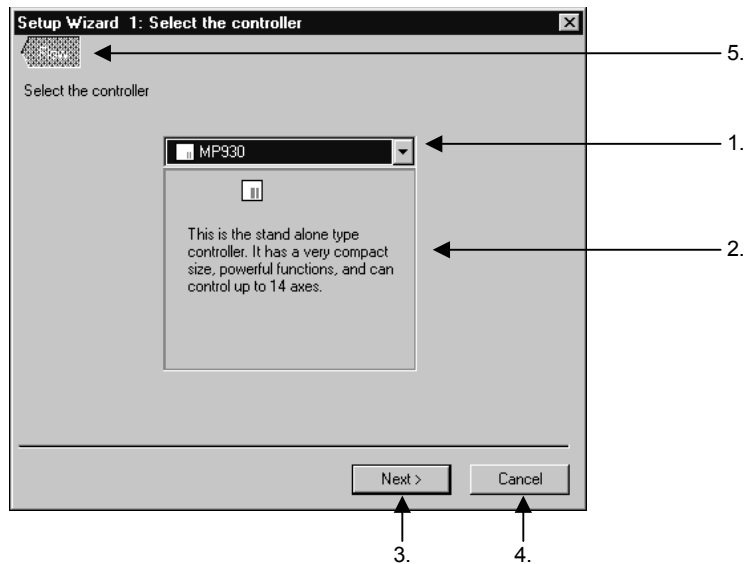 Setup Wizard 1: Select the controller
5.
Select the controller
1.
MP930
This is the stand alone type
controller. It has a very compact
size, powerful functions, and can
control up to 14 axes.
2.
Next >
Cancel
3.
4.